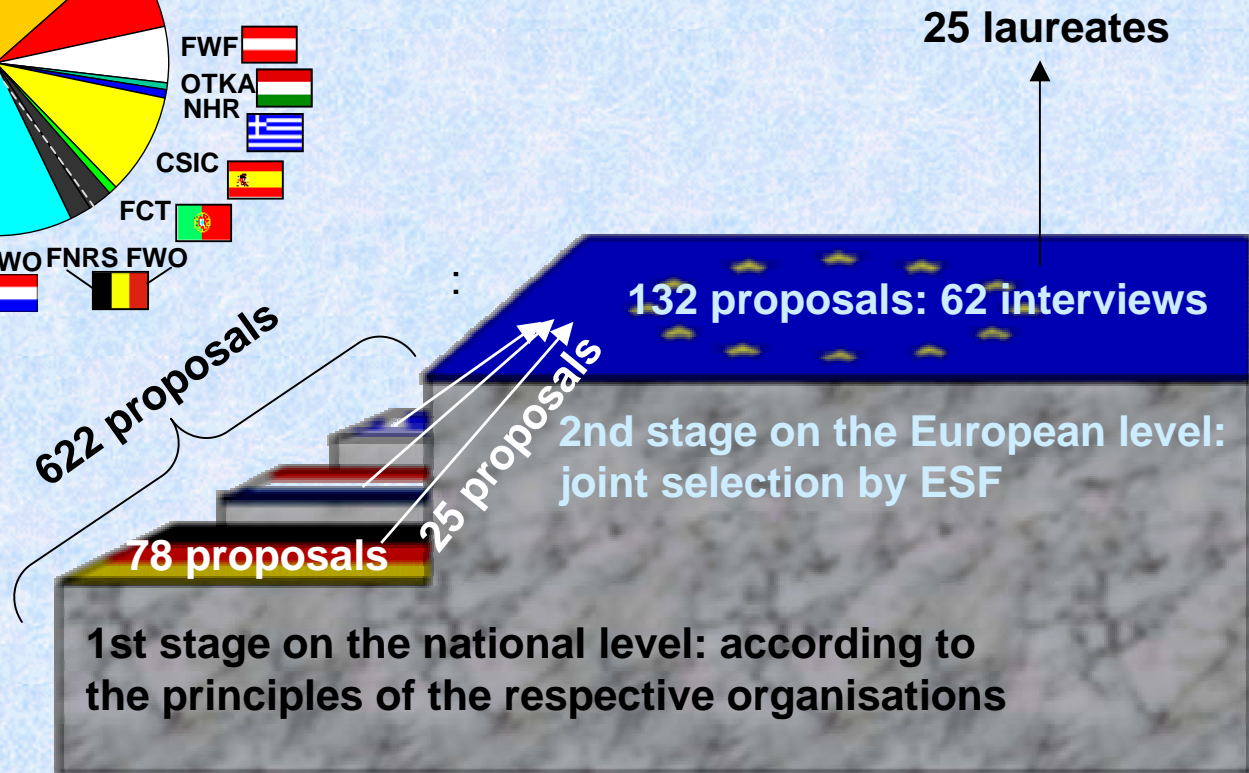 25 laureates
FWF
OTKA
NHR
CSIC
FCT
WO FNRS FWO
:
132 proposals: 62 interviews
622 proposals
25 proposals
2nd stage on the European level:
joint selection by ESF
78 proposals
1st stage on the national level: according to
the principles of the respective organisations